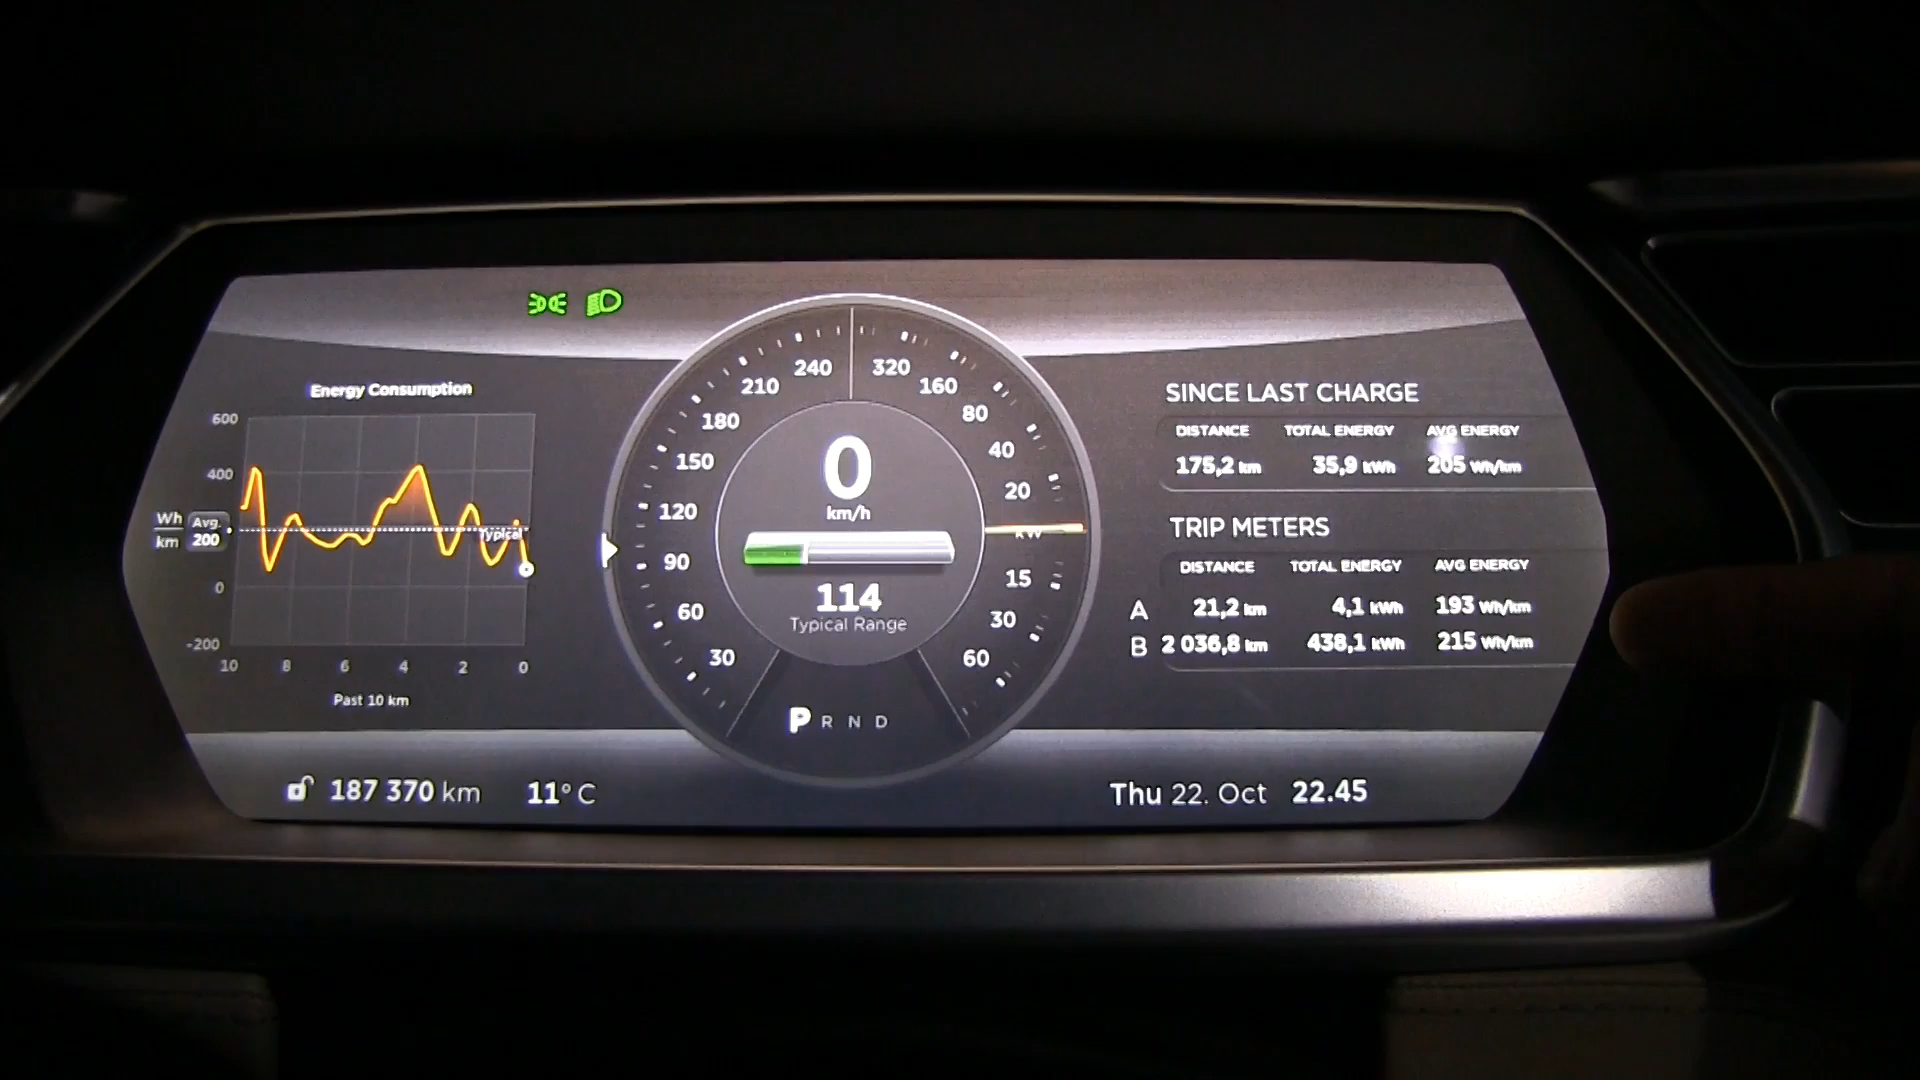 Energy Consumption
600
400
Wh
km
Avg.
200
Typical
0
-200
10 8 6 4 2 0
Past 10 km
240
210
180
150
120
90
60
30
320
160
80
40
20
kW
15
30
60
0
km/h
114
Typical Range
P R N D
SINCE LAST CHARGE
DISTANCE TOTAL ENERGY AVG ENERGY
175,2 km 35,9 kWh 205 Wh/km
TRIP METERS
DISTANCE TOTAL ENERGY AVG ENERGY
A 21,2 km 4,1 kWh 193 Wh/km
B 2 036,8 km 438,1 kWh 215 Wh/km
187 370 km 11° C
Thu 22. Oct 22.45